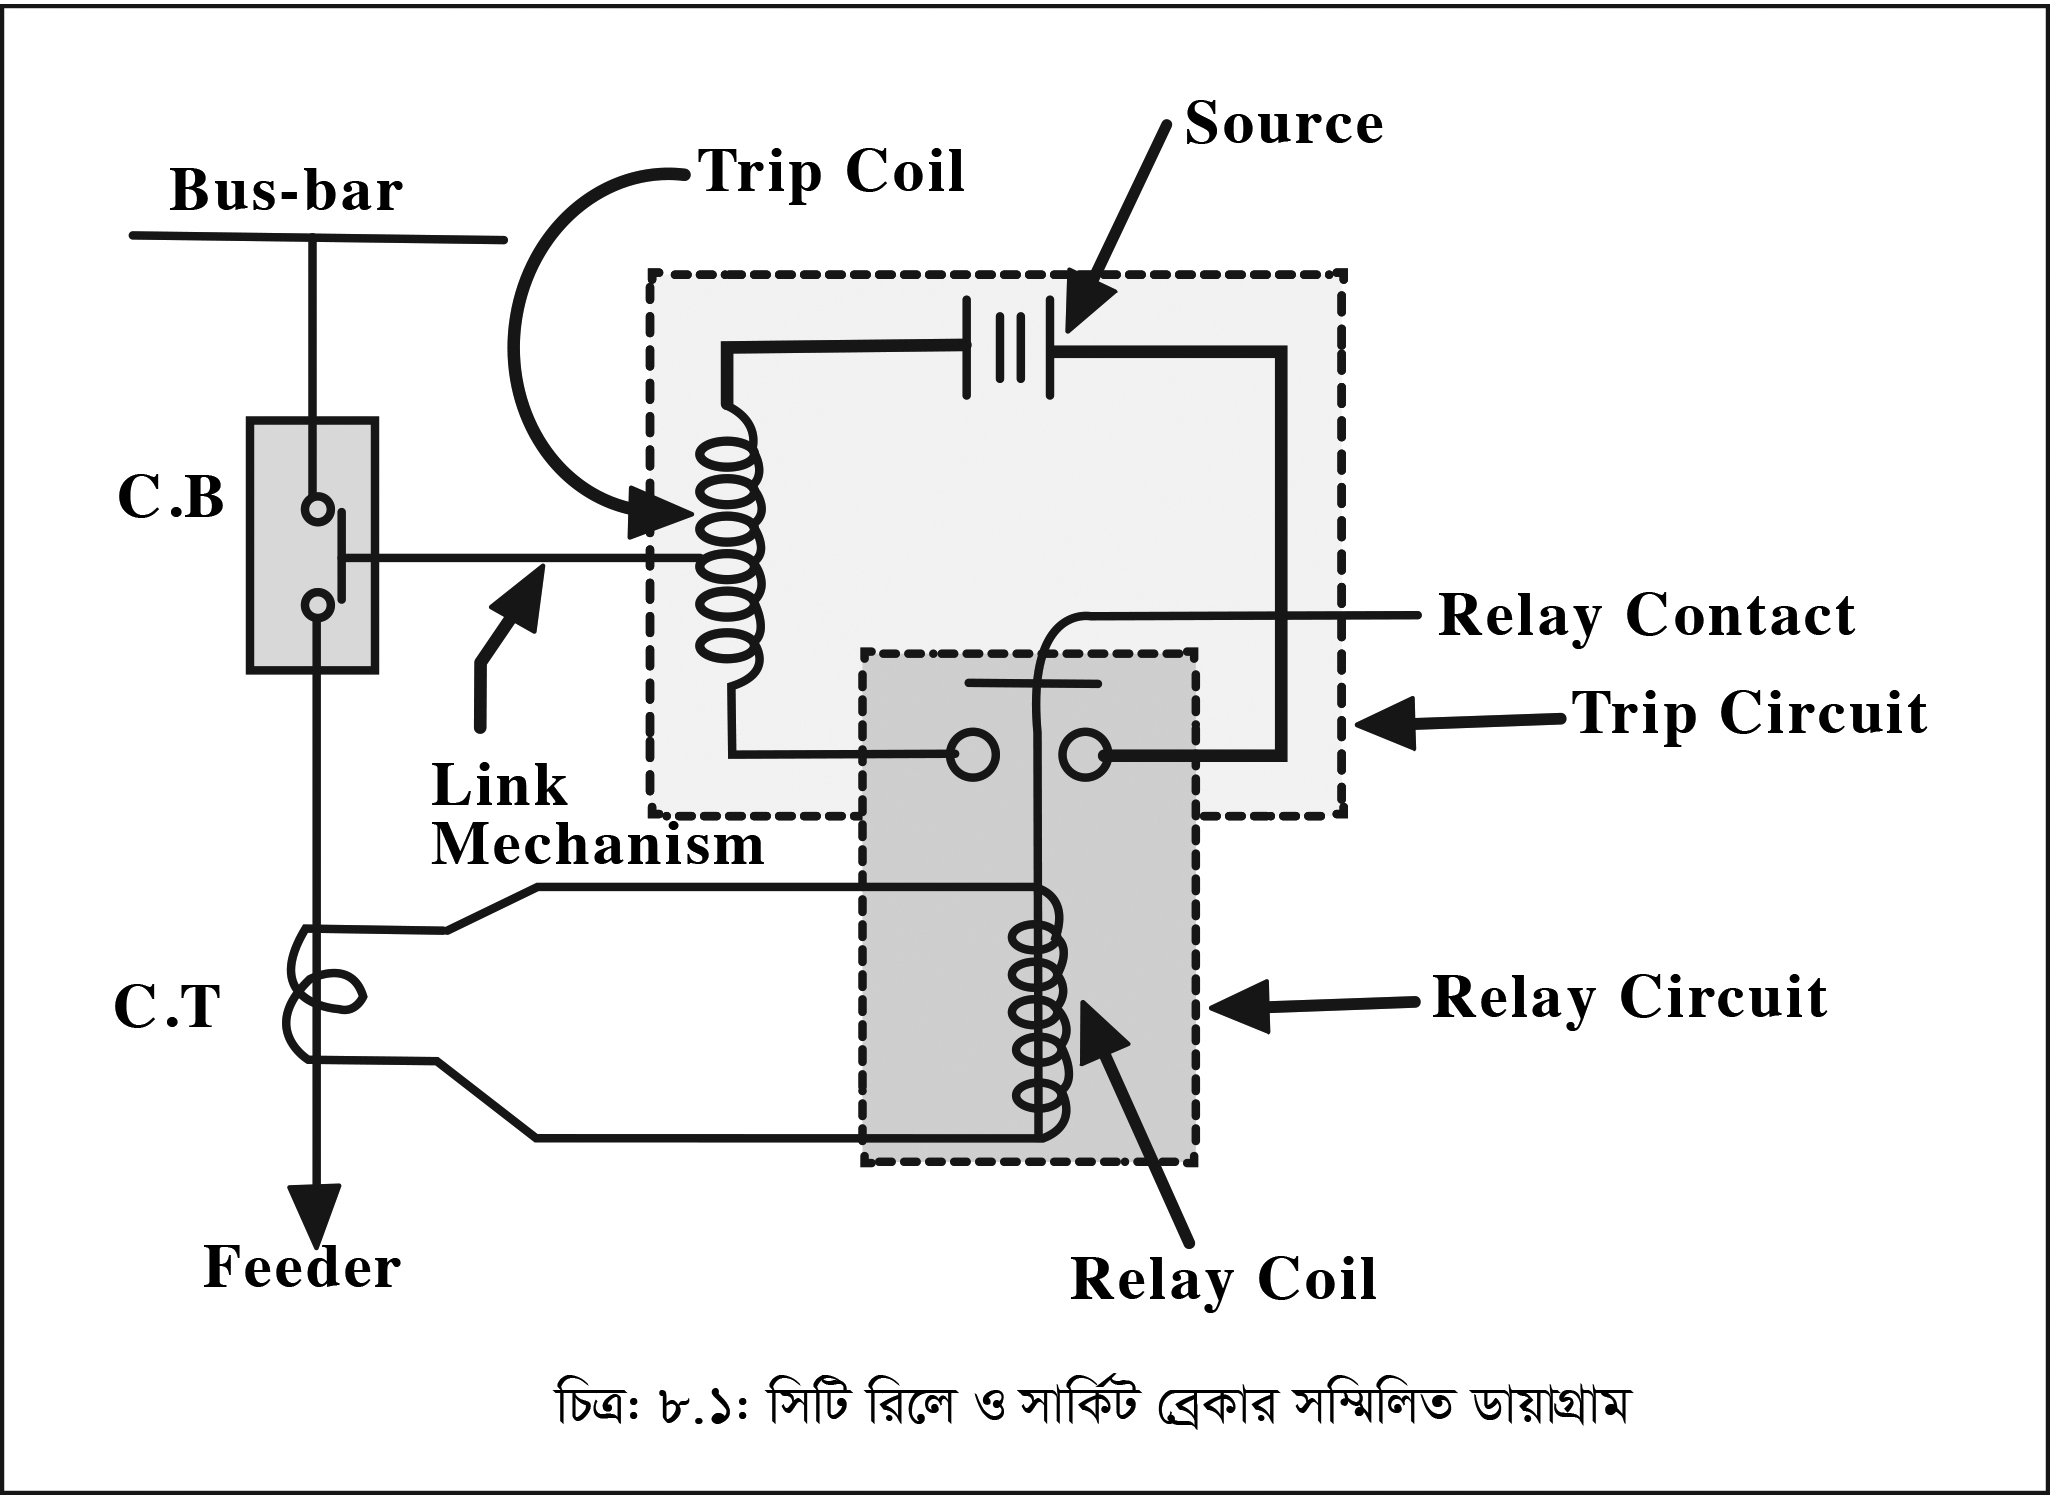 Source
Trip Coil
Bus-bar
C.B
Relay Contact
Trip Circuit
Link
Mechanism
C.T
Relay Circuit
Feeder
Relay Coil
চিত্র: ৮.১: সিটি রিলে ও সার্কিট ব্রেকার সম্মিলিত ডায়াগ্রাম